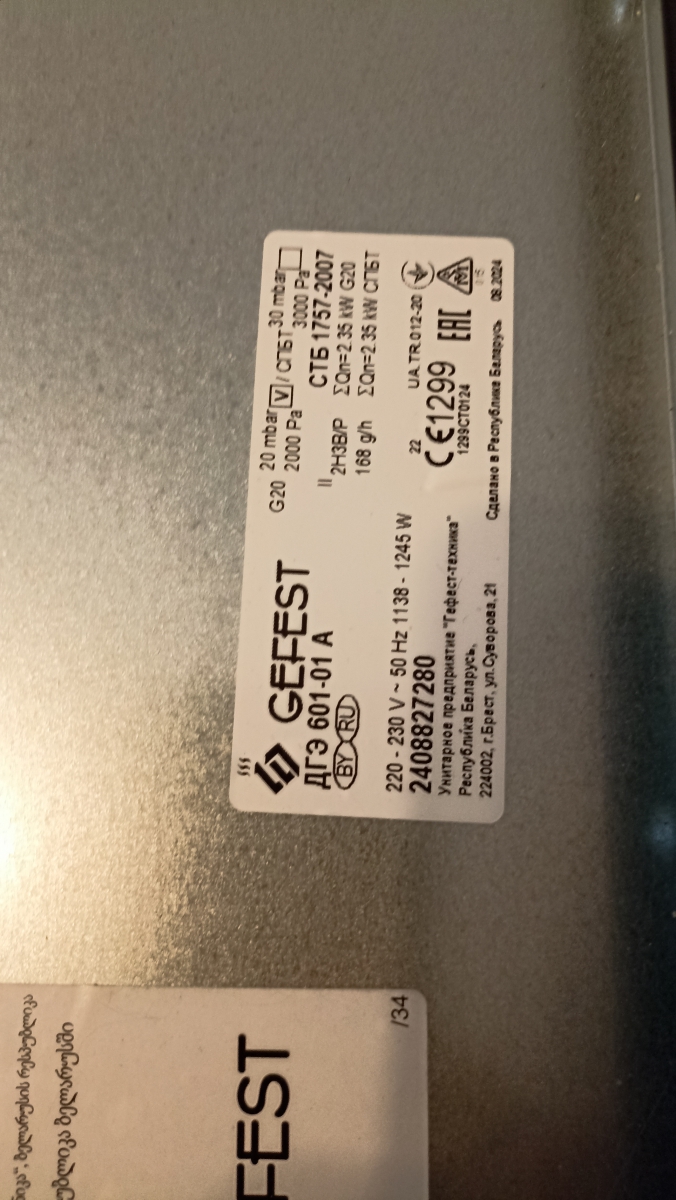 GEFEST
ДГЭ 601-01 А
BY RU
G20 20 mbar V / СПБТ 30 mbar
2000 Pa 3000 Pa
II 2H3B/P СТБ 1757-2007
168 g/h ΣQn=2.35 kW G20
ΣQn=2.35 kW СПБТ
220 - 230 V ~ 50 Hz 1138 - 1245 W
2408827280
22 UA.TR.012-20
CE1299 EAC
1299CT0124
Унитарное предприятие "Гефест-техника"
Республика Беларусь,
224002, г.Брест, ул.Суворова,21
Сделано в Республике Беларусь 08.2024
ბელარუსის რესპუბლიკა
ბელარუსში
FEST
/34